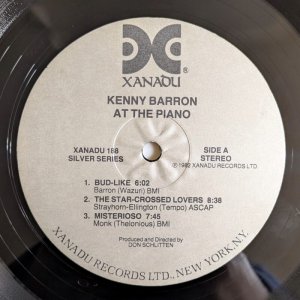 XANADU®
KENNY BARRON
AT THE PIANO
XANADU 188
SILVER SERIES
SIDE A
STEREO
℗ 1982 XANADU RECORDS LTD.
1. BUD-LIKE 6:02
Barron (Wazuri) BMI
2. THE STAR-CROSSED LOVERS 8:38
Strayhorn-Ellington (Tempo) ASCAP
3. MISTERIOSO 7:45
Monk (Thelonious) BMI
Produced and Directed by
DON SCHLITTEN
XANADU RECORDS LTD., NEW YORK, N.Y.